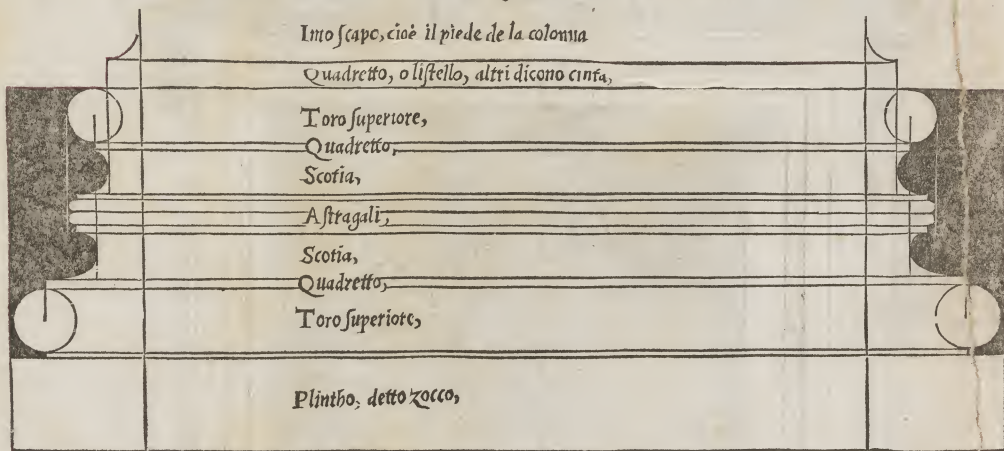 Imo ſcapo, cioè il piede de la colonna
Quadretto, o liſtello, altri dicono cinta,
Toro ſuperiore,
Quadretto,
Scotia,
Aſtragali,
Scotia,
Quadretto,
Toro ſuperiore,
Plintho, detto zocco,